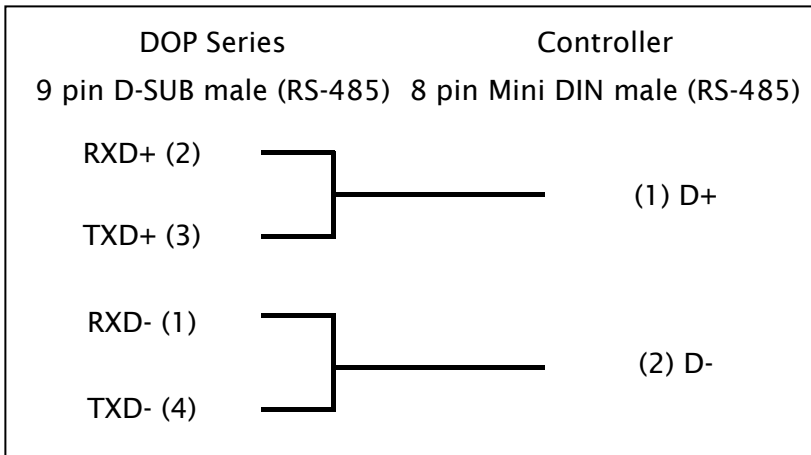 DOP Series Controller
9 pin D-SUB male (RS-485) 8 pin Mini DIN male (RS-485)
RXD+ (2)
(1) D+
TXD+ (3)
RXD- (1)
(2) D-
TXD- (4)